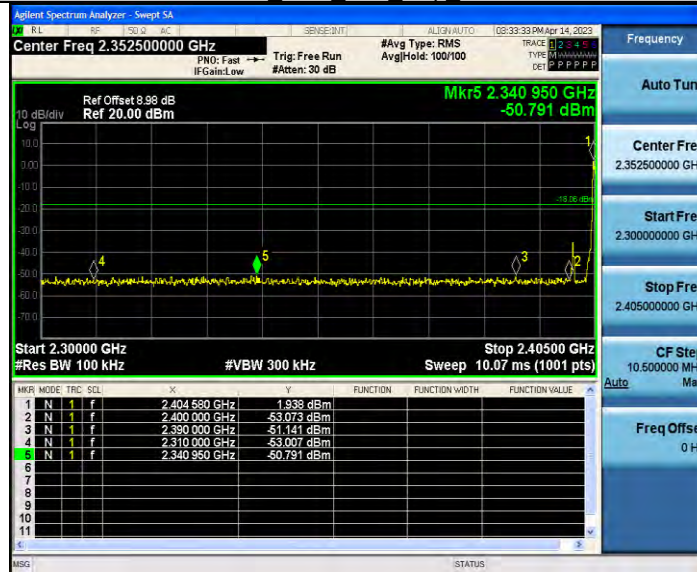 Agilent Spectrum Analyzer - Swept SA
RL RF 50 Ω AC SENSE:INT ALIGN AUTO 03:33:33 PM Apr 14, 2023
Center Freq 2.352500000 GHz
PNO: Fast Trig: Free Run
IFGain:Low #Atten: 30 dB
#Avg Type: RMS
Avg|Hold: 100/100
TRACE 1 2 3 4 5 6
TYPE M
DET P P P P P P
Ref Offset 8.98 dB
10 dB/div Ref 20.00 dBm
Log
Mkr5 2.340 950 GHz
-50.791 dBm
10.0
0.00
-10.0
-20.0
-30.0
-40.0
-50.0
-60.0
-70.0
-18.06 dBm
1
4
5
3
2
Start 2.30000 GHz Stop 2.40500 GHz
#Res BW 100 kHz #VBW 300 kHz Sweep 10.07 ms (1001 pts)
MKR MODE TRC SCL X Y FUNCTION FUNCTION WIDTH FUNCTION VALUE
1 N 1 f 2.404 580 GHz 1.938 dBm
2 N 1 f 2.400 000 GHz -53.073 dBm
3 N 1 f 2.390 000 GHz -51.141 dBm
4 N 1 f 2.310 000 GHz -53.007 dBm
5 N 1 f 2.340 950 GHz -50.791 dBm
6
7
8
9
10
11
MSG STATUS
Frequency
Auto Tun
Center Fre
2.352500000 GH
Start Fre
2.300000000 GH
Stop Fre
2.405000000 GH
CF Ste
10.500000 MH
Auto Ma
Freq Offse
0 H